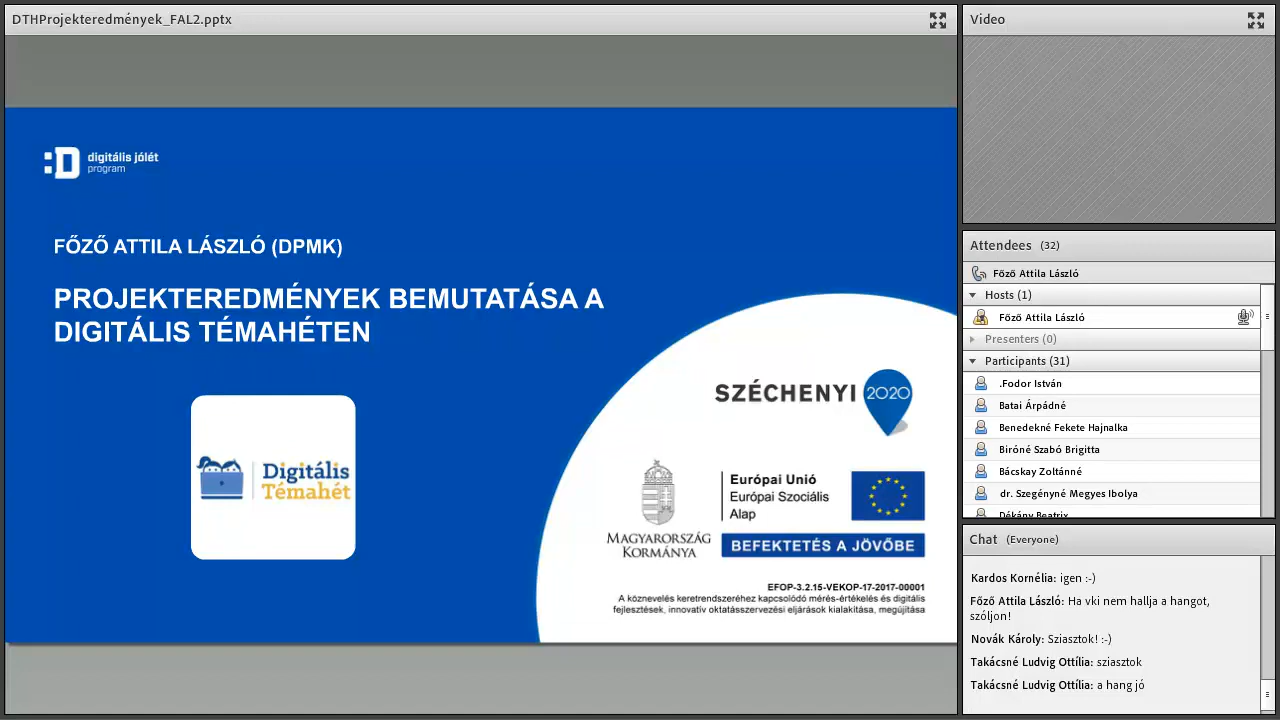 DTHProjekteredmények_FAL2.pptx
digitális jólét
program
FŐZŐ ATTILA LÁSZLÓ (DPMK)
PROJEKTEREDMÉNYEK BEMUTATÁSA A
DIGITÁLIS TÉMAHÉTEN
Digitális
Témahét
SZÉCHENYI 2020
MAGYARORSZÁG
KORMÁNYA
Európai Unió
Európai Szociális
Alap
BEFEKTETÉS A JÖVŐBE
EFOP-3.2.15-VEKOP-17-2017-00001
A köznevelés keretrendszeréhez kapcsolódó mérés-értékelés és digitális
fejlesztések, innovatív oktatásszervezési eljárások kialakítása, megújítása
Video
Attendees (32)
Főző Attila László
Hosts (1)
Főző Attila László
Presenters (0)
Participants (31)
.Fodor István
Batai Árpádné
Benedekné Fekete Hajnalka
Biróné Szabó Brigitta
Bácskay Zoltánné
dr. Szegényné Megyes Ibolya
Dékány Beatrix
Chat (Everyone)
Kardos Kornélia: igen :-)
Főző Attila László: Ha vki nem hallja a hangot,
szóljon!
Novák Károly: Sziasztok! :-)
Takácsné Ludvig Ottília: sziasztok
Takácsné Ludvig Ottília: a hang jó